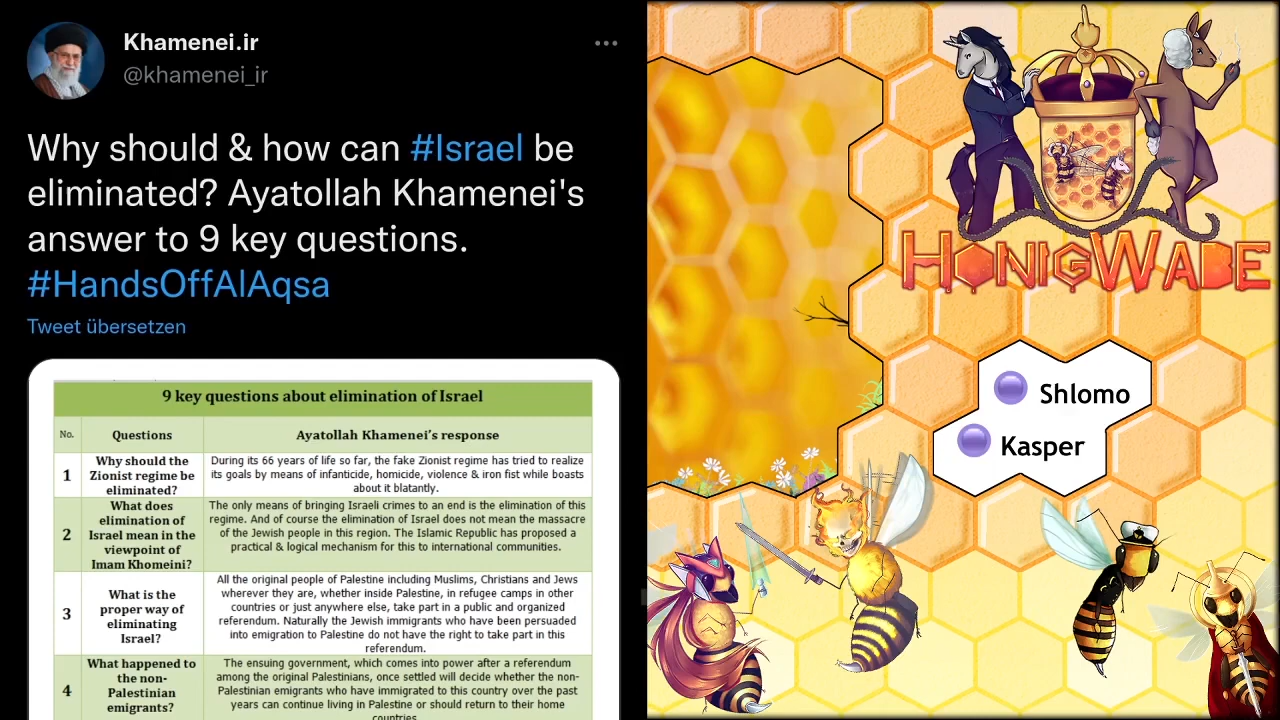 Khamenei.ir
@khamenei_ir
Why should & how can #Israel be
eliminated? Ayatollah Khamenei's
answer to 9 key questions.
#HandsOffAlAqsa
Tweet übersetzen
9 key questions about elimination of Israel
No.
Questions
Ayatollah Khamenei's response
1
Why should the
Zionist regime be
eliminated?
During its 66 years of life so far, the fake Zionist regime has tried to realize
its goals by means of infanticide, homicide, violence & iron fist while boasts
about it blatantly.
2
What does
elimination of
Israel mean in the
viewpoint of
Imam Khomeini?
The only means of bringing Israeli crimes to an end is the elimination of this
regime. And of course the elimination of Israel does not mean the massacre
of the Jewish people in this region. The Islamic Republic has proposed a
practical & logical mechanism for this to international communities.
3
What is the
proper way of
eliminating
Israel?
All the original people of Palestine including Muslims, Christians and Jews
wherever they are, whether inside Palestine, in refugee camps in other
countries or just anywhere else, take part in a public and organized
referendum. Naturally the Jewish immigrants who have been persuaded
into emigration to Palestine do not have the right to take part in this
referendum.
4
What happened to
the non-
Palestinian
emigrants?
The ensuing government, which comes into power after a referendum
among the original Palestinians, once settled will decide whether the non-
Palestinian emigrants who have immigrated to this country over the past
years can continue living in Palestine or should return to their home
countries.
HONIGWABE
Shlomo
Kasper